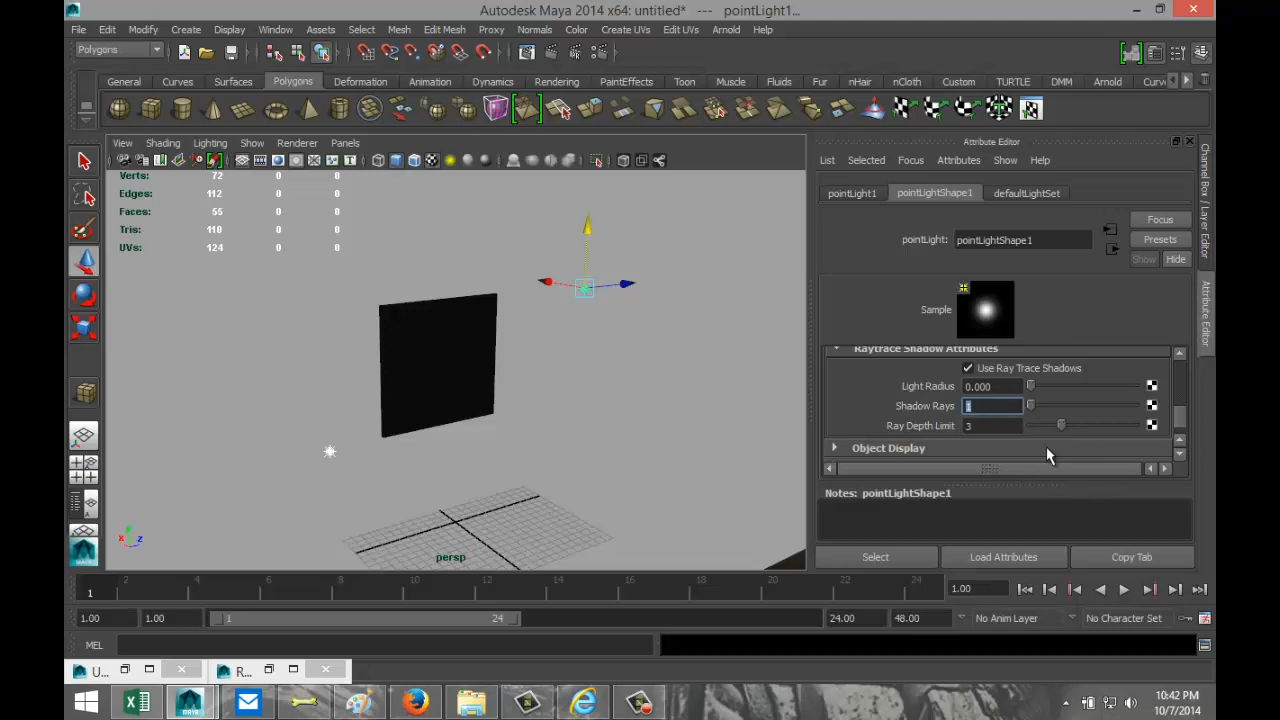 Autodesk Maya 2014 x64: untitled* --- pointLight1...
File Edit Modify Create Display Window Assets Select Mesh Edit Mesh Proxy Normals Color Create UVs Edit UVs Arnold Help
Polygons
General Curves Surfaces Polygons Deformation Animation Dynamics Rendering PaintEffects Toon Muscle Fluids Fur nHair nCloth Custom TURTLE DMM Arnold Curv
View Shading Lighting Show Renderer Panels
Attribute Editor
List Selected Focus Attributes Show Help
Verts: 72 0 0
Edges: 112 0 0
Faces: 55 0 0
Tris: 110 0 0
UVs: 124 0 0
pointLight1 pointLightShape1 defaultLightSet
Focus
pointLight: pointLightShape1
Presets
Show Hide
Sample
Raytrace Shadow Attributes
Use Ray Trace Shadows
Light Radius 0.000
Shadow Rays 1
Ray Depth Limit 3
Object Display
Notes: pointLightShape1
Select Load Attributes Copy Tab
Channel Box / Layer Editor
Attribute Editor
x y z
persp
2 4 6 8 10 12 14 16 18 20 22 24
1 1.00
1.00 1.00 1 24 24.00 48.00 No Anim Layer No Character Set
MEL
U... R...
10:42 PM
10/7/2014